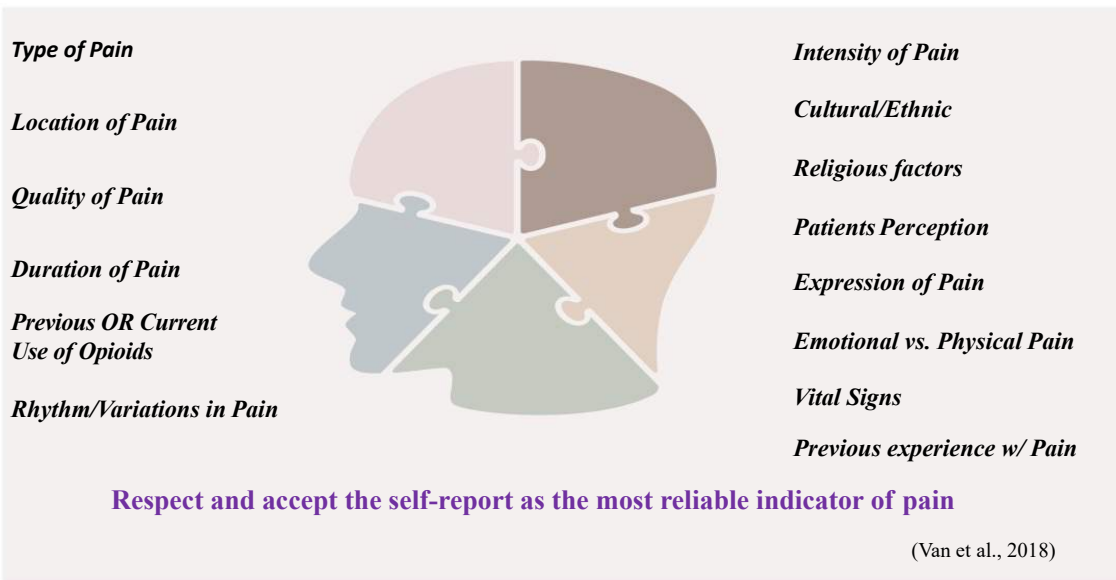 Type of Pain
Location of Pain
Quality of Pain
Duration of Pain
Previous OR Current
Use of Opioids
Rhythm/Variations in Pain
Intensity of Pain
Cultural/Ethnic
Religious factors
Patients Perception
Expression of Pain
Emotional vs. Physical Pain
Vital Signs
Previous experience w/ Pain
Respect and accept the self-report as the most reliable indicator of pain
(Van et al., 2018)